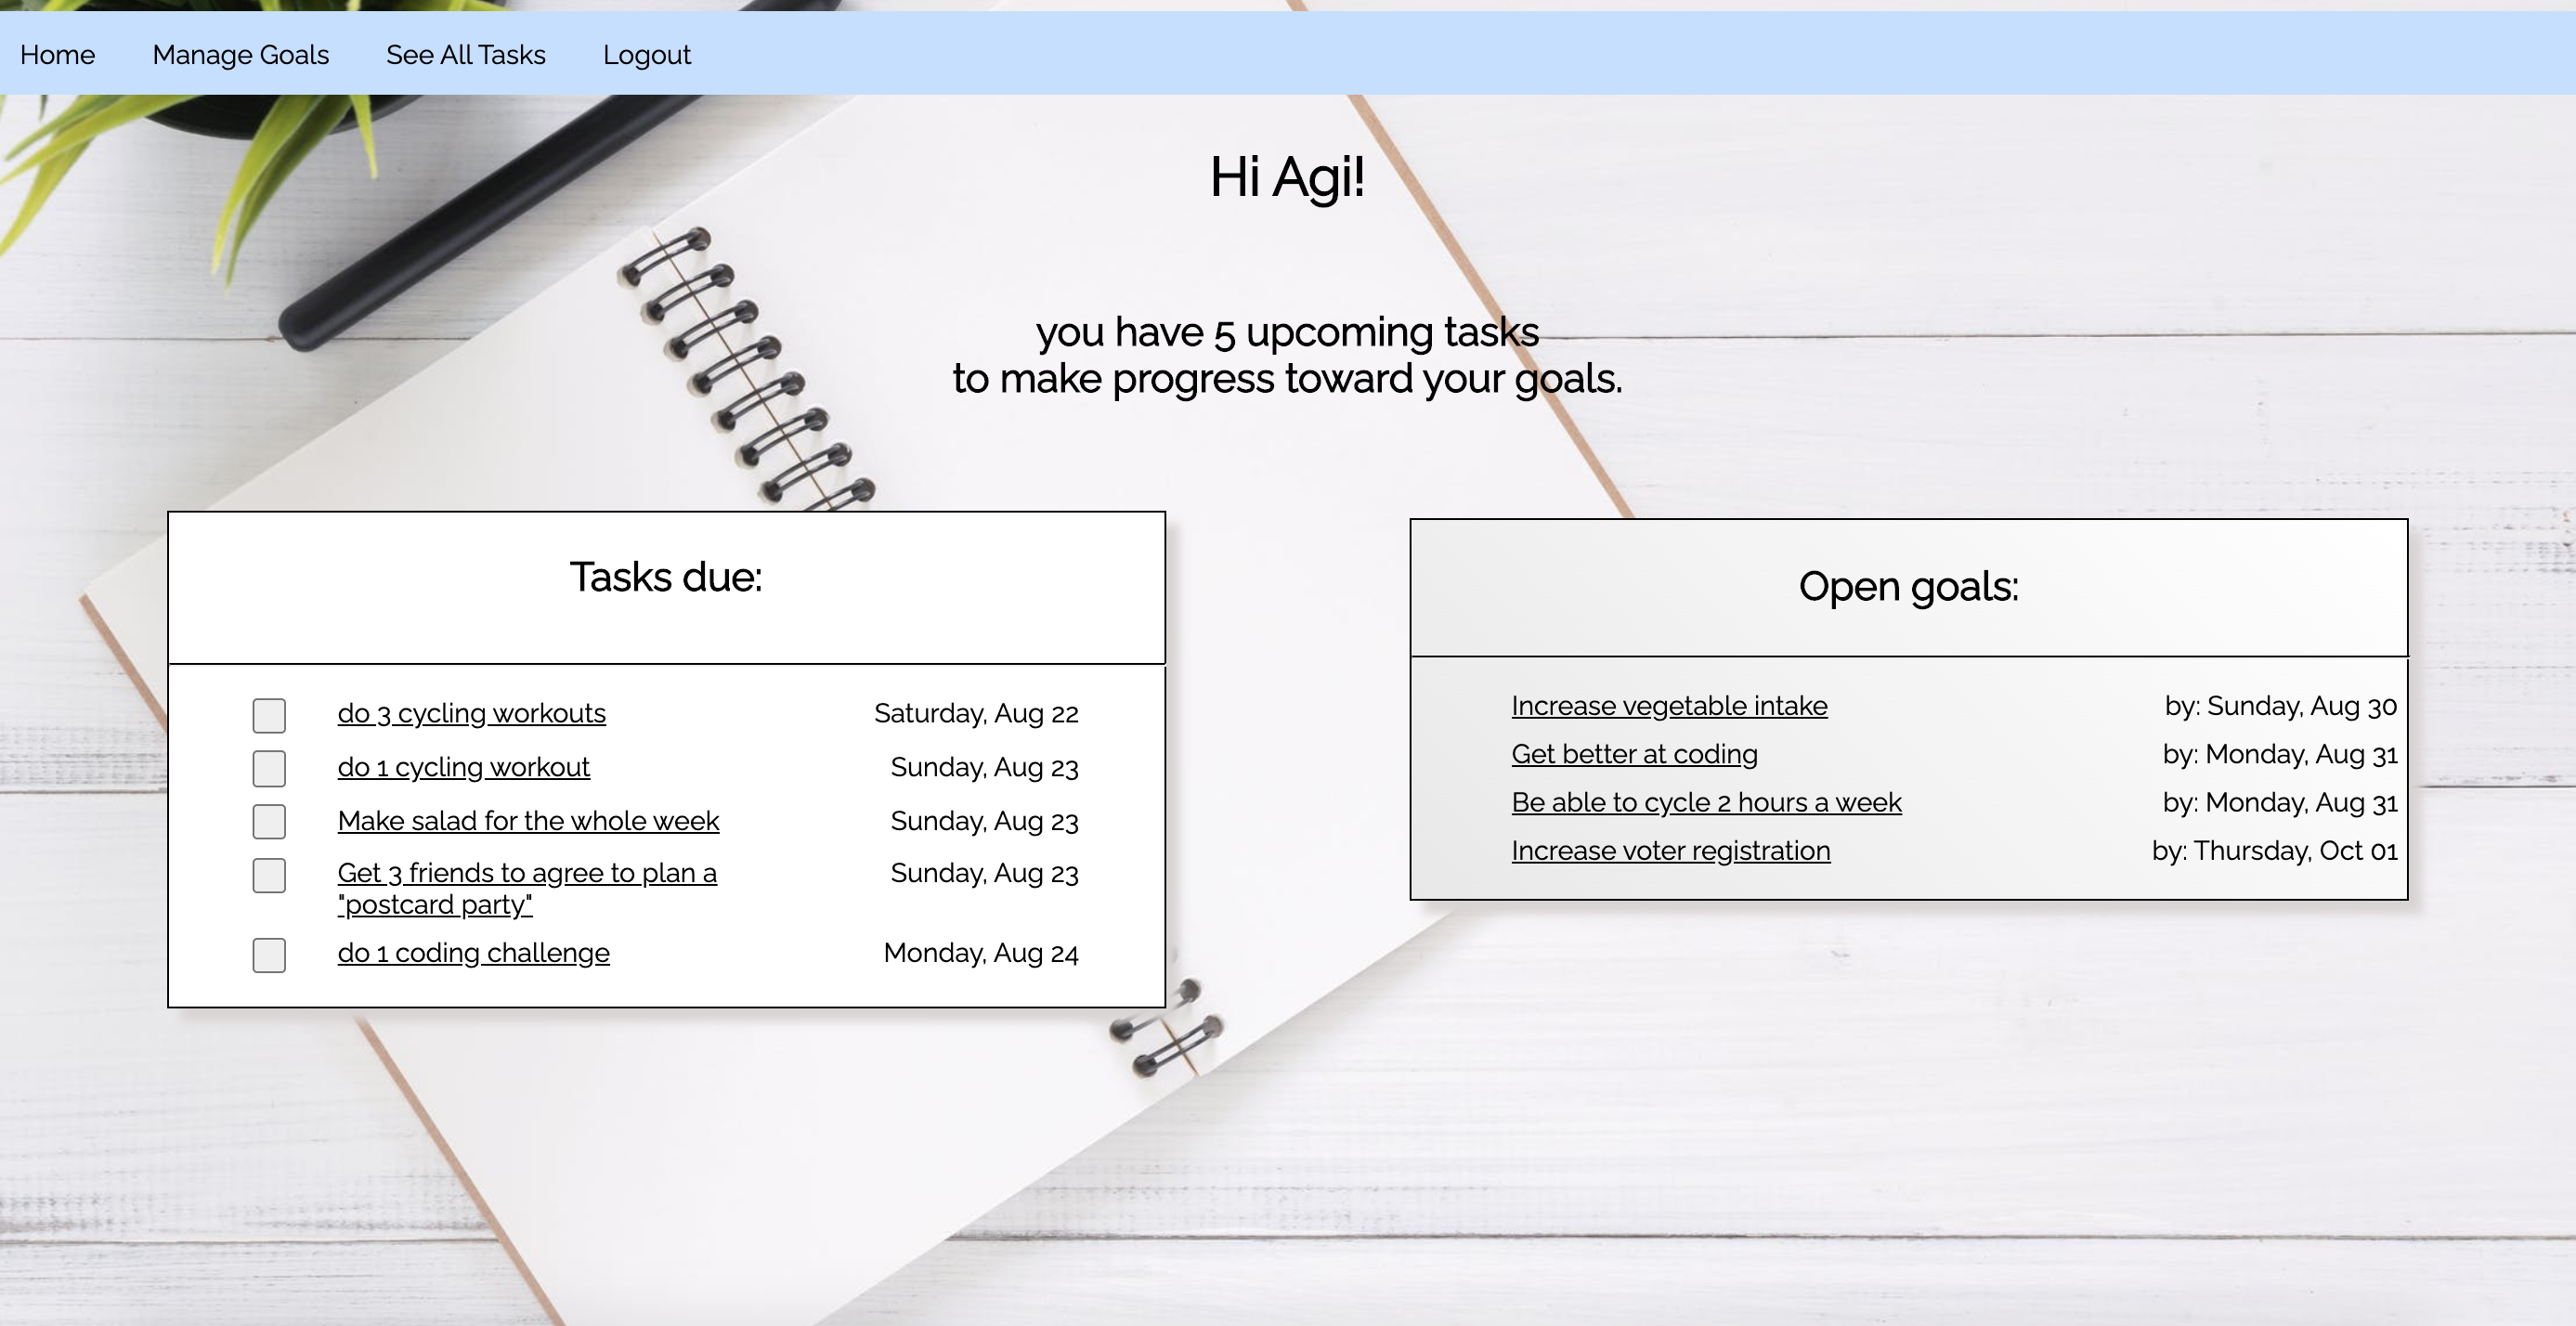 Home Manage Goals See All Tasks Logout
Hi Agi!
you have 5 upcoming tasks
to make progress toward your goals.
Tasks due:
do 3 cycling workouts Saturday, Aug 22
do 1 cycling workout Sunday, Aug 23
Make salad for the whole week Sunday, Aug 23
Get 3 friends to agree to plan a Sunday, Aug 23
"postcard party"
do 1 coding challenge Monday, Aug 24
Open goals:
Increase vegetable intake by: Sunday, Aug 30
Get better at coding by: Monday, Aug 31
Be able to cycle 2 hours a week by: Monday, Aug 31
Increase voter registration by: Thursday, Oct 01